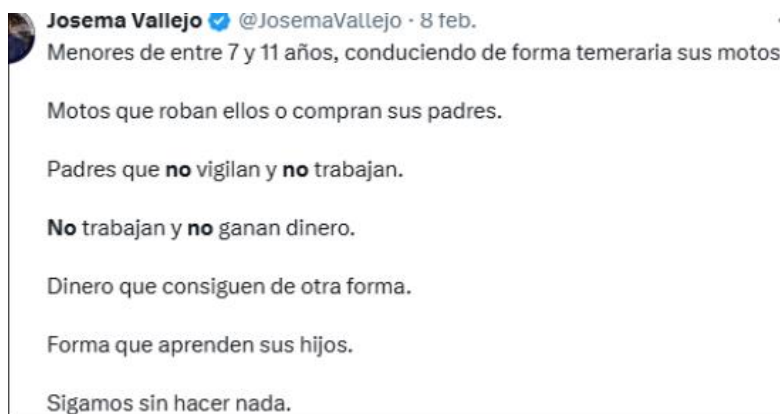 Josema Vallejo @JosemaVallejo · 8 feb.
Menores de entre 7 y 11 años, conduciendo de forma temeraria sus motos
Motos que roban ellos o compran sus padres.
Padres que no vigilan y no trabajan.
No trabajan y no ganan dinero.
Dinero que consiguen de otra forma.
Forma que aprenden sus hijos.
Sigamos sin hacer nada.